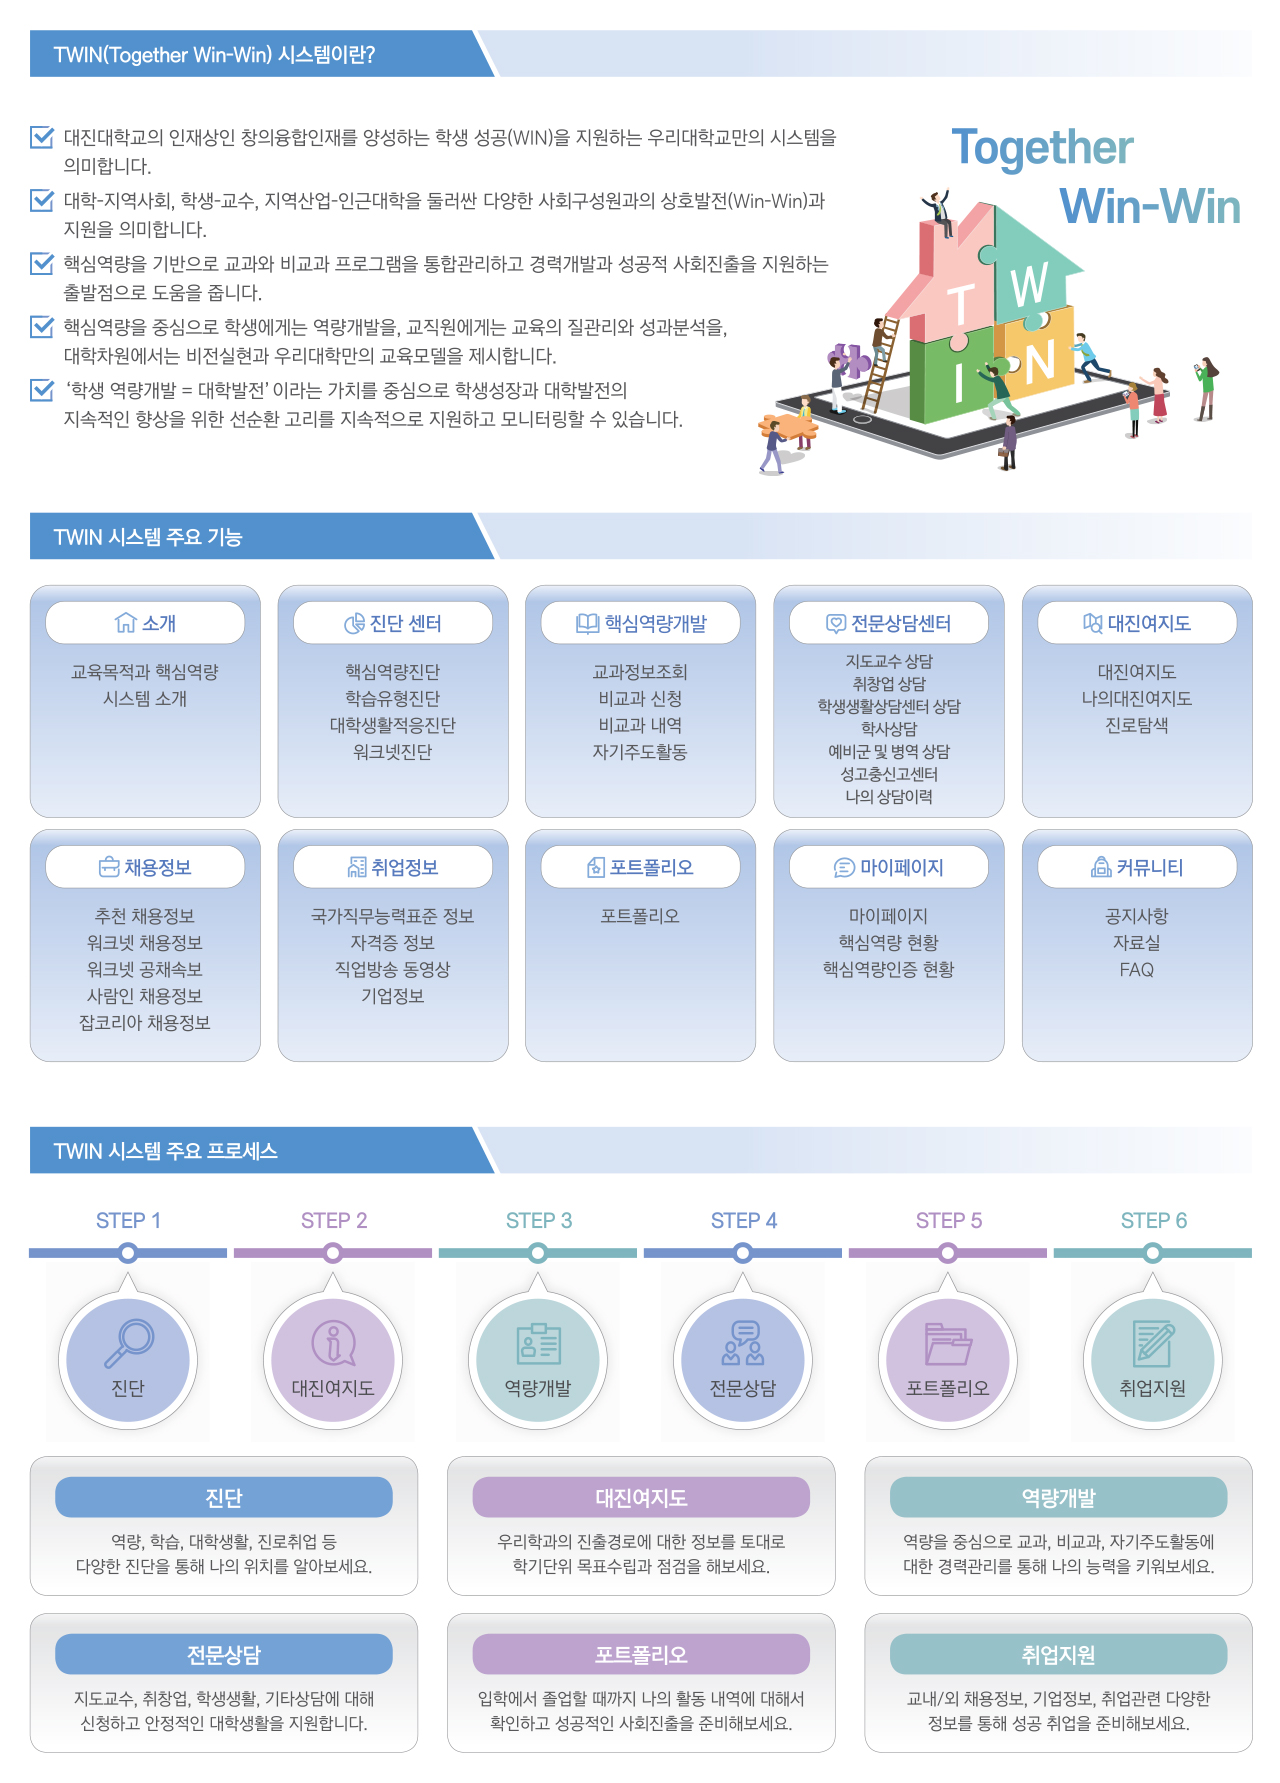 TWIN(Together Win-Win) 시스템이란?
대진대학교의 인재상인 창의융합인재를 양성하는 학생 성공(WIN)을 지원하는 우리대학교만의 시스템을
의미합니다.
대학-지역사회, 학생-교수, 지역산업-인근대학을 둘러싼 다양한 사회구성원과의 상호발전(Win-Win)과
지원을 의미합니다.
핵심역량을 기반으로 교과와 비교과 프로그램을 통합관리하고 경력개발과 성공적 사회진출을 지원하는
출발점으로 도움을 줍니다.
핵심역량을 중심으로 학생에게는 역량개발을, 교직원에게는 교육의 질관리와 성과분석을,
대학차원에서는 비전실현과 우리대학만의 교육모델을 제시합니다.
‘학생 역량개발 = 대학발전’ 이라는 가치를 중심으로 학생성장과 대학발전의
지속적인 향상을 위한 선순환 고리를 지속적으로 지원하고 모니터링할 수 있습니다.
Together
Win-Win
T W
I N
TWIN 시스템 주요 기능
소개
교육목적과 핵심역량
시스템 소개
진단 센터
핵심역량진단
학습유형진단
대학생활적응진단
워크넷진단
핵심역량개발
교과정보조회
비교과 신청
비교과 내역
자기주도활동
전문상담센터
지도교수 상담
취창업 상담
학생생활상담센터 상담
학사상담
예비군 및 병역 상담
성고충신고센터
나의 상담이력
대진여지도
대진여지도
나의대진여지도
진로탐색
채용정보
추천 채용정보
워크넷 채용정보
워크넷 공채속보
사람인 채용정보
잡코리아 채용정보
취업정보
국가직무능력표준 정보
자격증 정보
직업방송 동영상
기업정보
포트폴리오
포트폴리오
마이페이지
마이페이지
핵심역량 현황
핵심역량인증 현황
커뮤니티
공지사항
자료실
FAQ
TWIN 시스템 주요 프로세스
STEP 1
STEP 2
STEP 3
STEP 4
STEP 5
STEP 6
진단
대진여지도
역량개발
전문상담
포트폴리오
취업지원
진단
역량, 학습, 대학생활, 진로취업 등
다양한 진단을 통해 나의 위치를 알아보세요.
대진여지도
우리학과의 진출경로에 대한 정보를 토대로
학기단위 목표수립과 점검을 해보세요.
역량개발
역량을 중심으로 교과, 비교과, 자기주도활동에
대한 경력관리를 통해 나의 능력을 키워보세요.
전문상담
지도교수, 취창업, 학생생활, 기타상담에 대해
신청하고 안정적인 대학생활을 지원합니다.
포트폴리오
입학에서 졸업할 때까지 나의 활동 내역에 대해서
확인하고 성공적인 사회진출을 준비해보세요.
취업지원
교내/외 채용정보, 기업정보, 취업관련 다양한
정보를 통해 성공 취업을 준비해보세요.